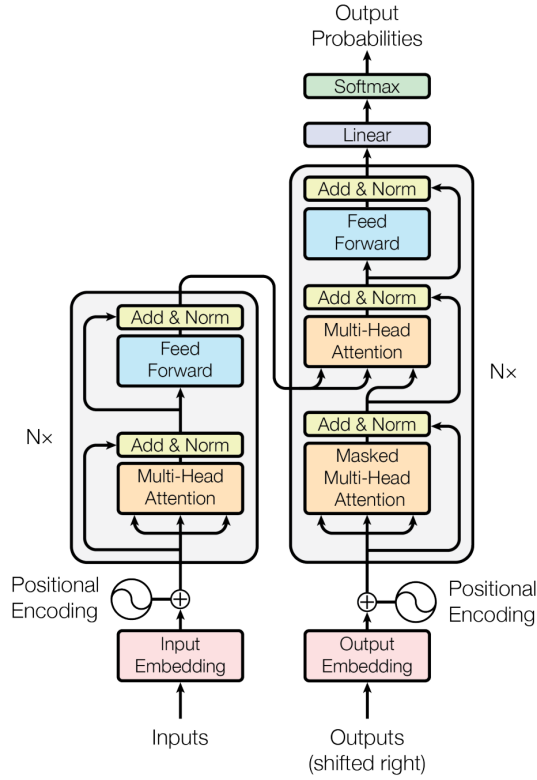 Output
Probabilities
Softmax
Linear
Add & Norm
Feed
Forward
Add & Norm
Multi-Head
Attention
Add & Norm
Masked
Multi-Head
Attention
N×
Add & Norm
Feed
Forward
Add & Norm
Multi-Head
Attention
N×
Positional
Encoding
Positional
Encoding
Input
Embedding
Output
Embedding
Inputs
Outputs
(shifted right)